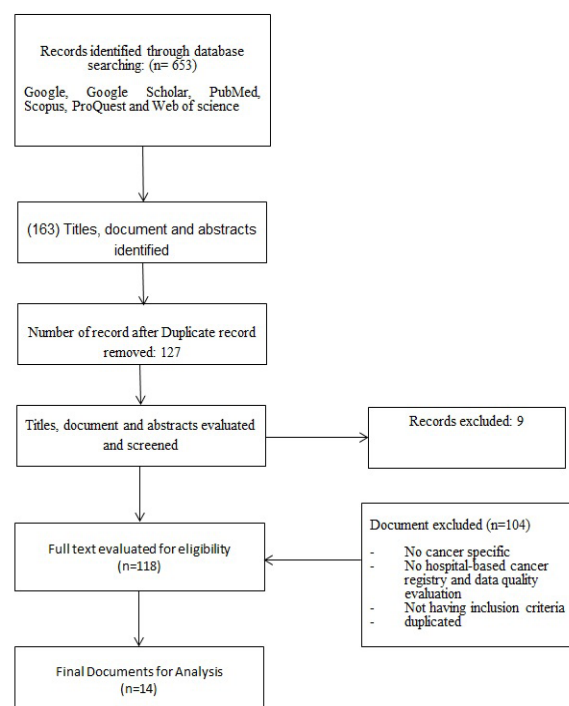 Records identified through database
searching: (n= 653)
Google, Google Scholar, PubMed,
Scopus, ProQuest and Web of science
(163) Titles, document and abstracts
identified
Number of record after Duplicate record
removed: 127
Titles, document and abstracts evaluated
and screened
Records excluded: 9
Full text evaluated for eligibility
(n=118)
Document excluded (n=104)
- No cancer specific
- No hospital-based cancer
registry and data quality
evaluation
- Not having inclusion criteria
- duplicated
Final Documents for Analysis
(n=14)